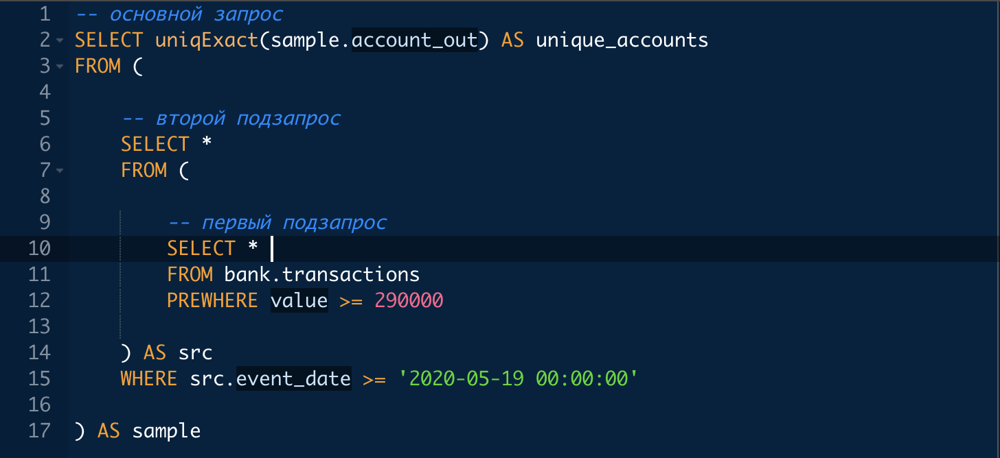 1 -- основной запрос
2 SELECT uniqExact(sample.account_out) AS unique_accounts
3 FROM (
4
5     -- второй подзапрос
6     SELECT *
7     FROM (
8
9         -- первый подзапрос
10         SELECT *
11         FROM bank.transactions
12         PREWHERE value >= 290000
13
14     ) AS src
15     WHERE src.event_date >= '2020-05-19 00:00:00'
16
17 ) AS sample